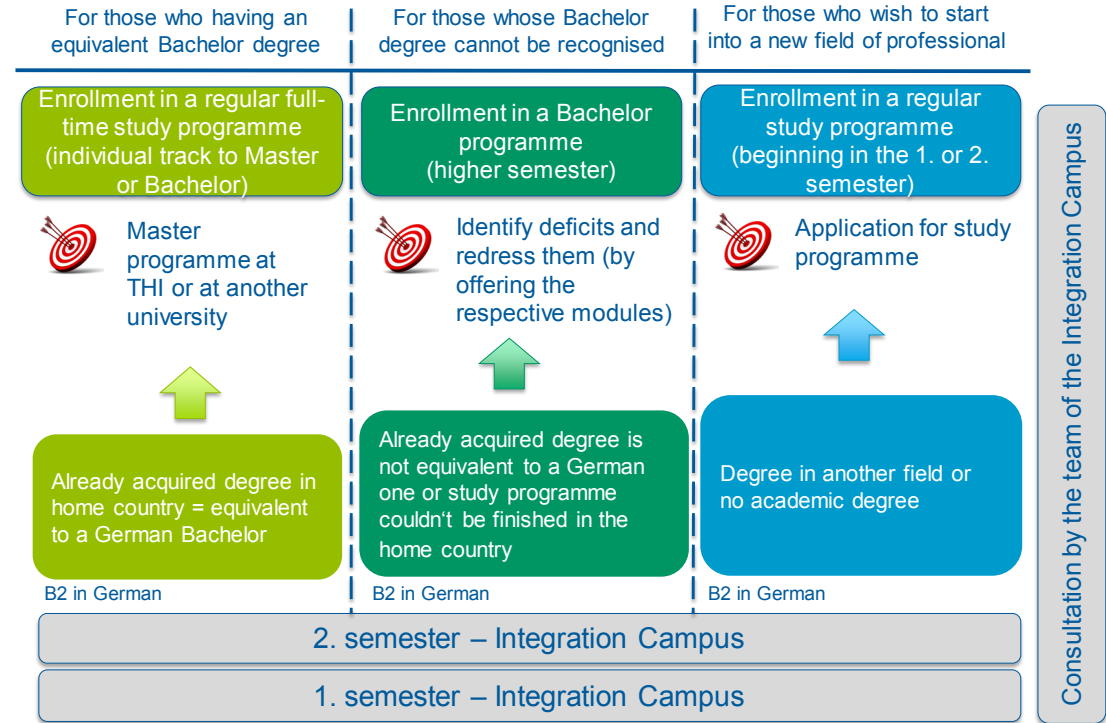 For those who having an
equivalent Bachelor degree
For those whose Bachelor
degree cannot be recognised
For those who wish to start
into a new field of professional
Enrollment in a regular full-
time study programme
(individual track to Master
or Bachelor)
Enrollment in a Bachelor
programme
(higher semester)
Enrollment in a regular
study programme
(beginning in the 1. or 2.
semester)
Master
programme at
THI or at another
university
Identify deficits and
redress them (by
offering the
respective modules)
Application for study
programme
Already acquired degree in
home country = equivalent
to a German Bachelor
Already acquired degree is
not equivalent to a German
one or study programme
couldn‘t be finished in the
home country
Degree in another field or
no academic degree
B2 in German
B2 in German
B2 in German
2. semester – Integration Campus
1. semester – Integration Campus
Consultation by the team of the Integration Campus